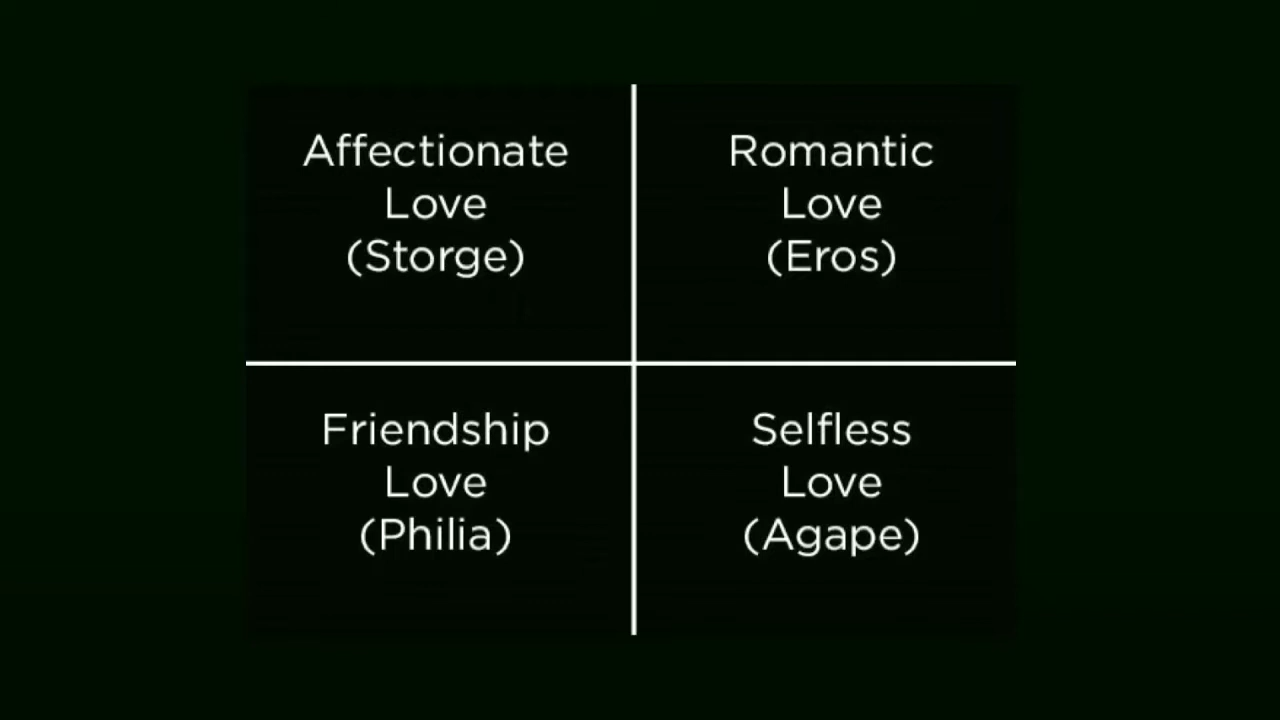 Affectionate
Love
(Storge)
Romantic
Love
(Eros)
Friendship
Love
(Philia)
Selfless
Love
(Agape)